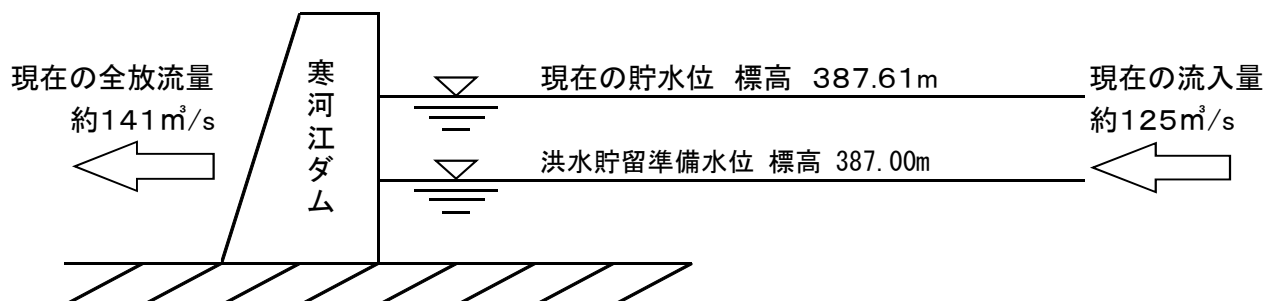 現在の全放流量
約141㎥/s
寒河江ダム
現在の貯水位 標高 387.61m
洪水貯留準備水位 標高 387.00m
現在の流入量
約125㎥/s